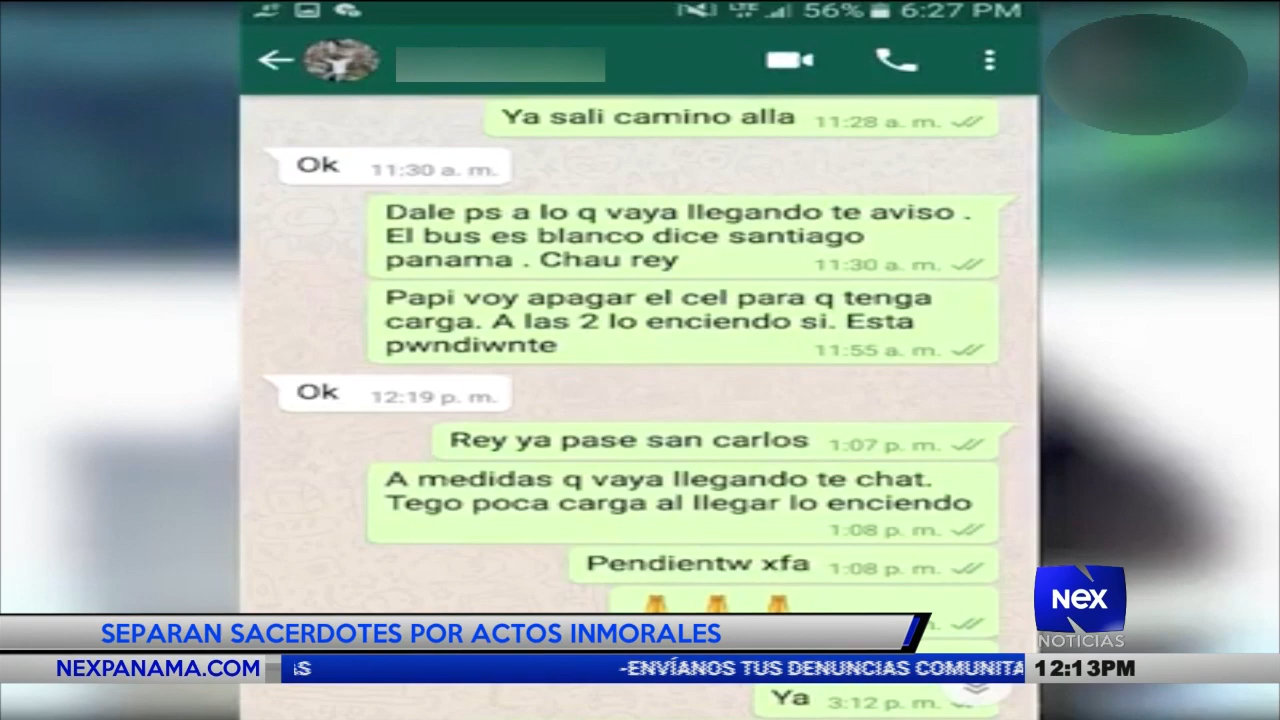 56% 6:27 PM
Ya sali camino alla 11:28 a. m.
Ok 11:30 a. m.
Dale ps a lo q vaya llegando te aviso .
El bus es blanco dice santiago
panama . Chau rey 11:30 a. m.
Papi voy apagar el cel para q tenga
carga. A las 2 lo enciendo si. Esta
pwndiwnte 11:55 a. m.
Ok 12:19 p. m.
Rey ya pase san carlos 1:07 p. m.
A medidas q vaya llegando te chat.
Tego poca carga al llegar lo enciendo
1:08 p. m.
Pendientw xfa 1:08 p. m.
NEX
NOTICIAS
SEPARAN SACERDOTES POR ACTOS INMORALES
NEXPANAMA.COM -ENVÍANOS TUS DENUNCIAS COMUNITA 12:13PM
Ya 3:12 p. m.